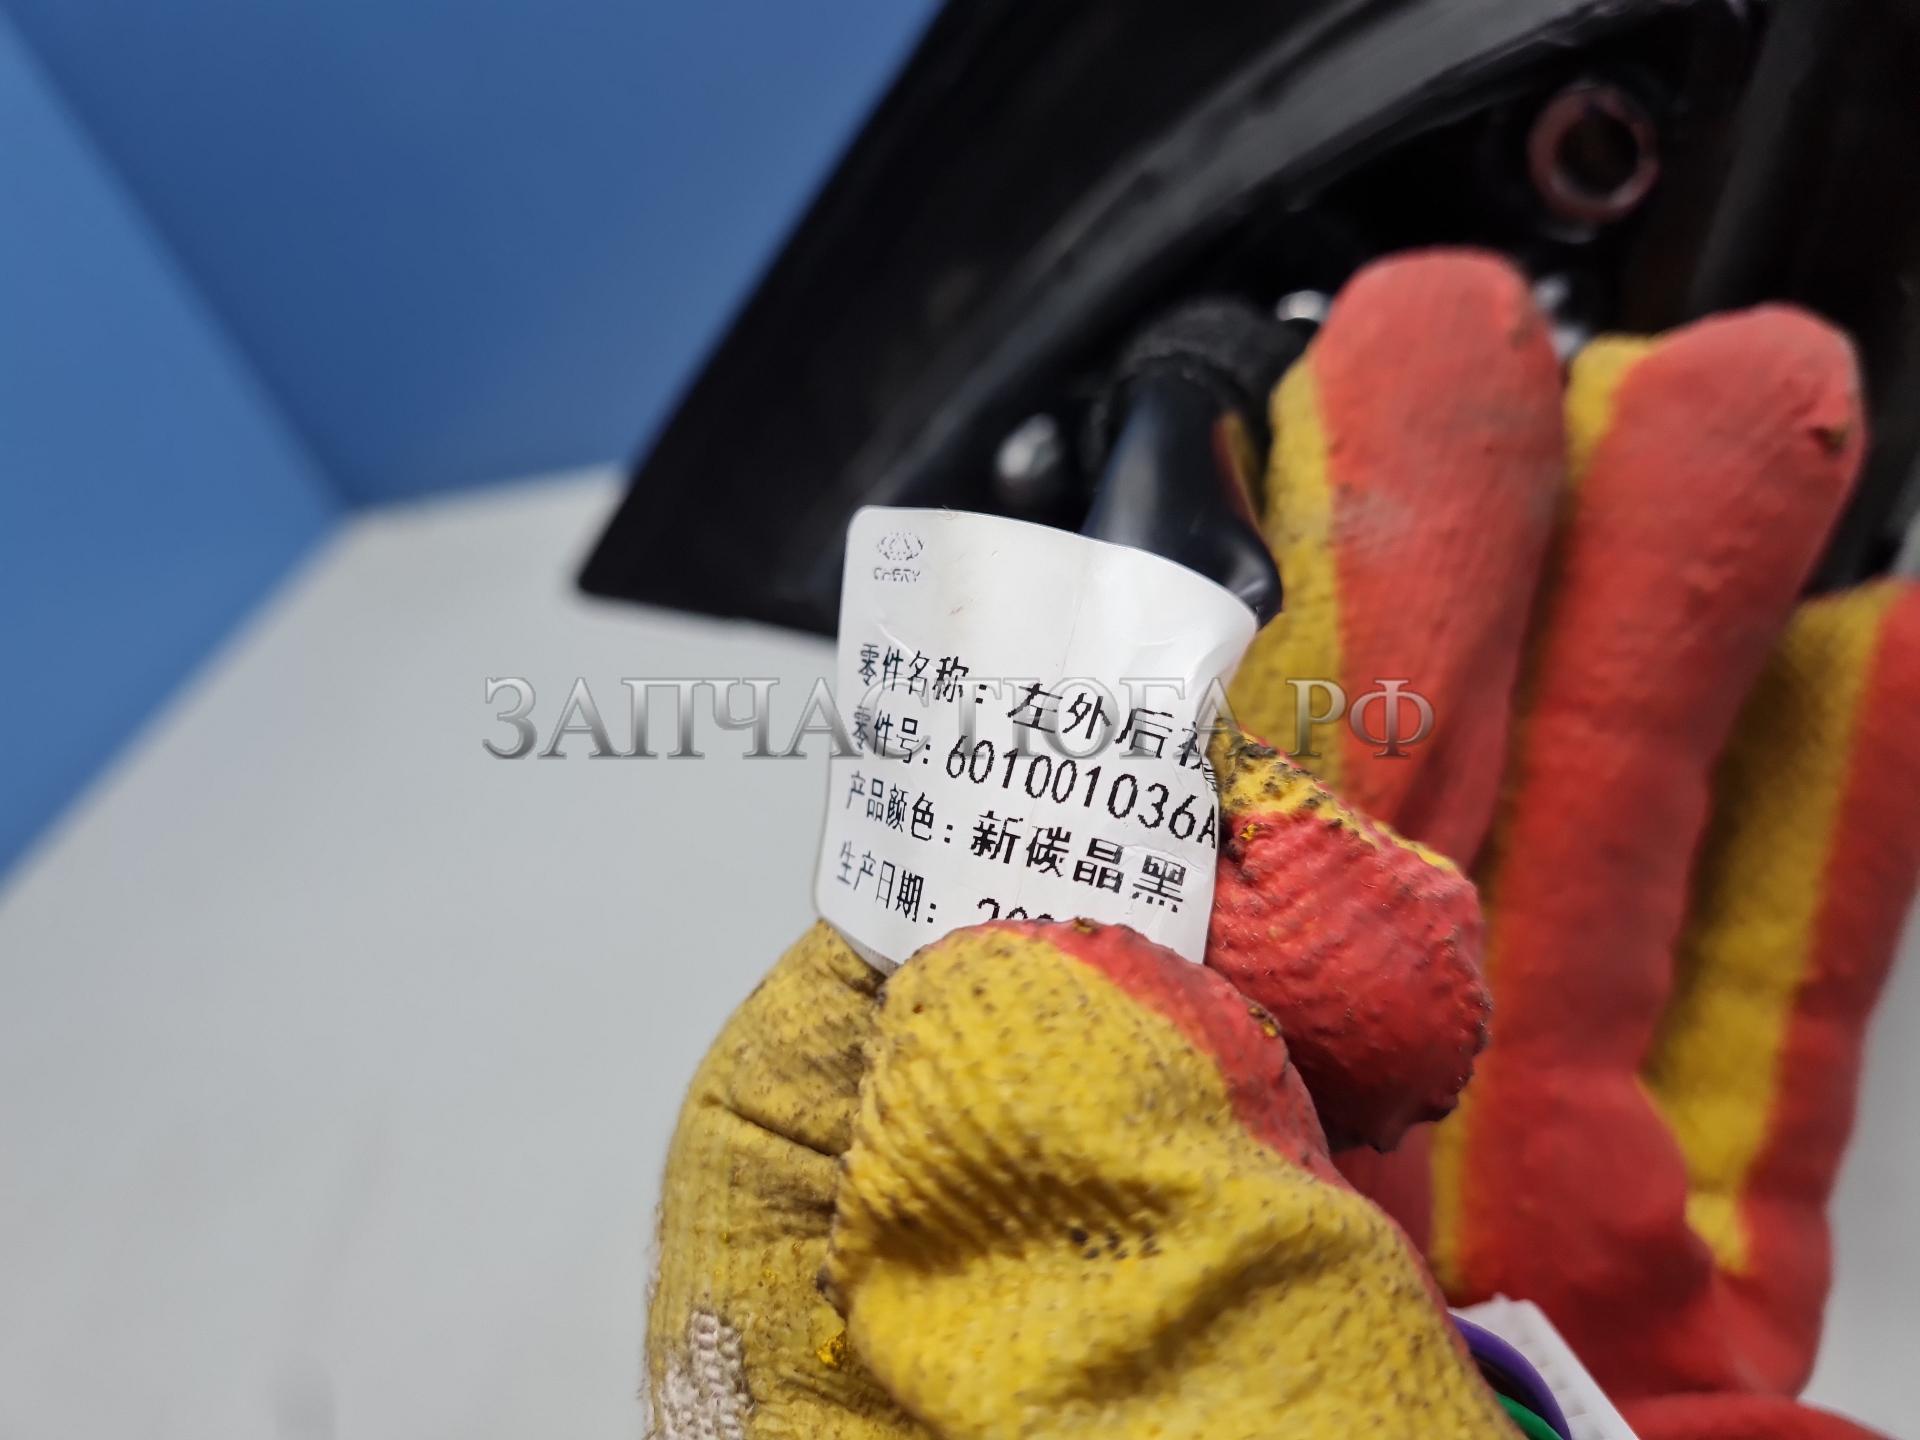 CHERY
零件名称：左外后视
零件号：601001036A
产品颜色：新碳晶黑
生产日期：
ЗАПЧАСТЮГА.РФ